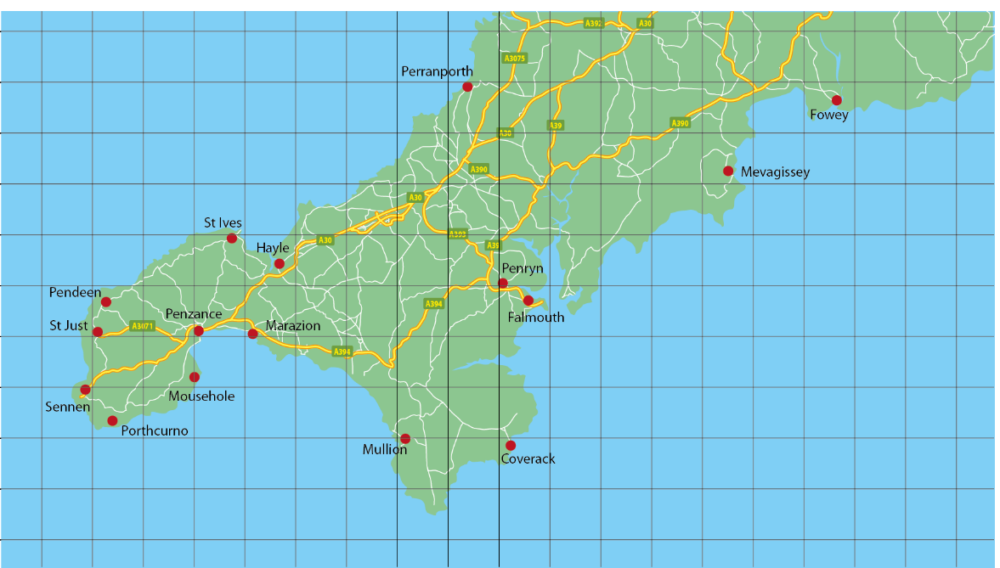 A392
A30
A3075
Perranporth
Fowey
A390
A39
A30
A390
Mevagissey
A30
St Ives
A393
A30
Hayle
A39
Penryn
Pendeen
A394
Penzance
Falmouth
St Just
A3071
Marazion
A394
Mousehole
Sennen
Porthcurno
Mullion
Coverack